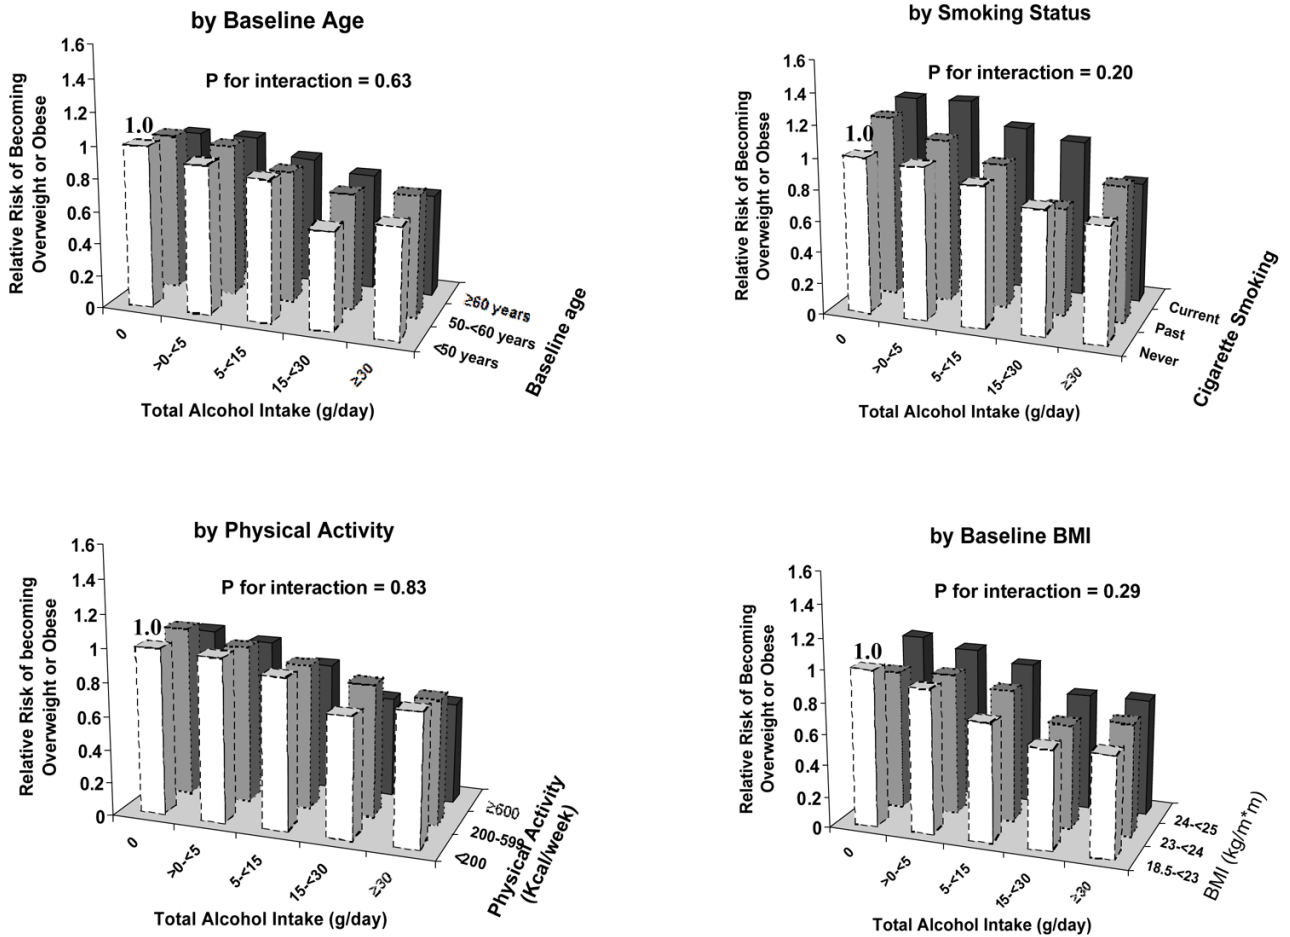 by Baseline Age
P for interaction = 0.63
Relative Risk of Becoming
Overweight or Obese
1.6
1.4
1.2
1
0.8
0.6
0.4
0.2
0
1.0
0
>0-<5
5-<15
15-<30
≥30
Total Alcohol Intake (g/day)
≥60 years
50-<60 years
<50 years
Baseline age
by Smoking Status
P for interaction = 0.20
Relative Risk of Becoming
Overweight or Obese
1.6
1.4
1.2
1
0.8
0.6
0.4
0.2
0
1.0
0
>0-<5
5-<15
15-<30
≥30
Total Alcohol Intake (g/day)
Current
Past
Never
Cigarette Smoking
by Physical Activity
P for interaction = 0.83
Relative Risk of becoming
Overweight or Obese
1.6
1.4
1.2
1
0.8
0.6
0.4
0.2
0
1.0
0
>0-<5
5-<15
15-<30
≥30
Total Alcohol Intake (g/day)
≥600
200-599
<200
Physical Activity
(Kcal/week)
by Baseline BMI
P for interaction = 0.29
Relative Risk of Becoming
Overweight or Obese
1.6
1.4
1.2
1
0.8
0.6
0.4
0.2
0
1.0
0
>0-<5
5-<15
15-<30
≥30
Total Alcohol Intake (g/day)
24-<25
23-<24
18.5-<23
BMI (kg/m*m)